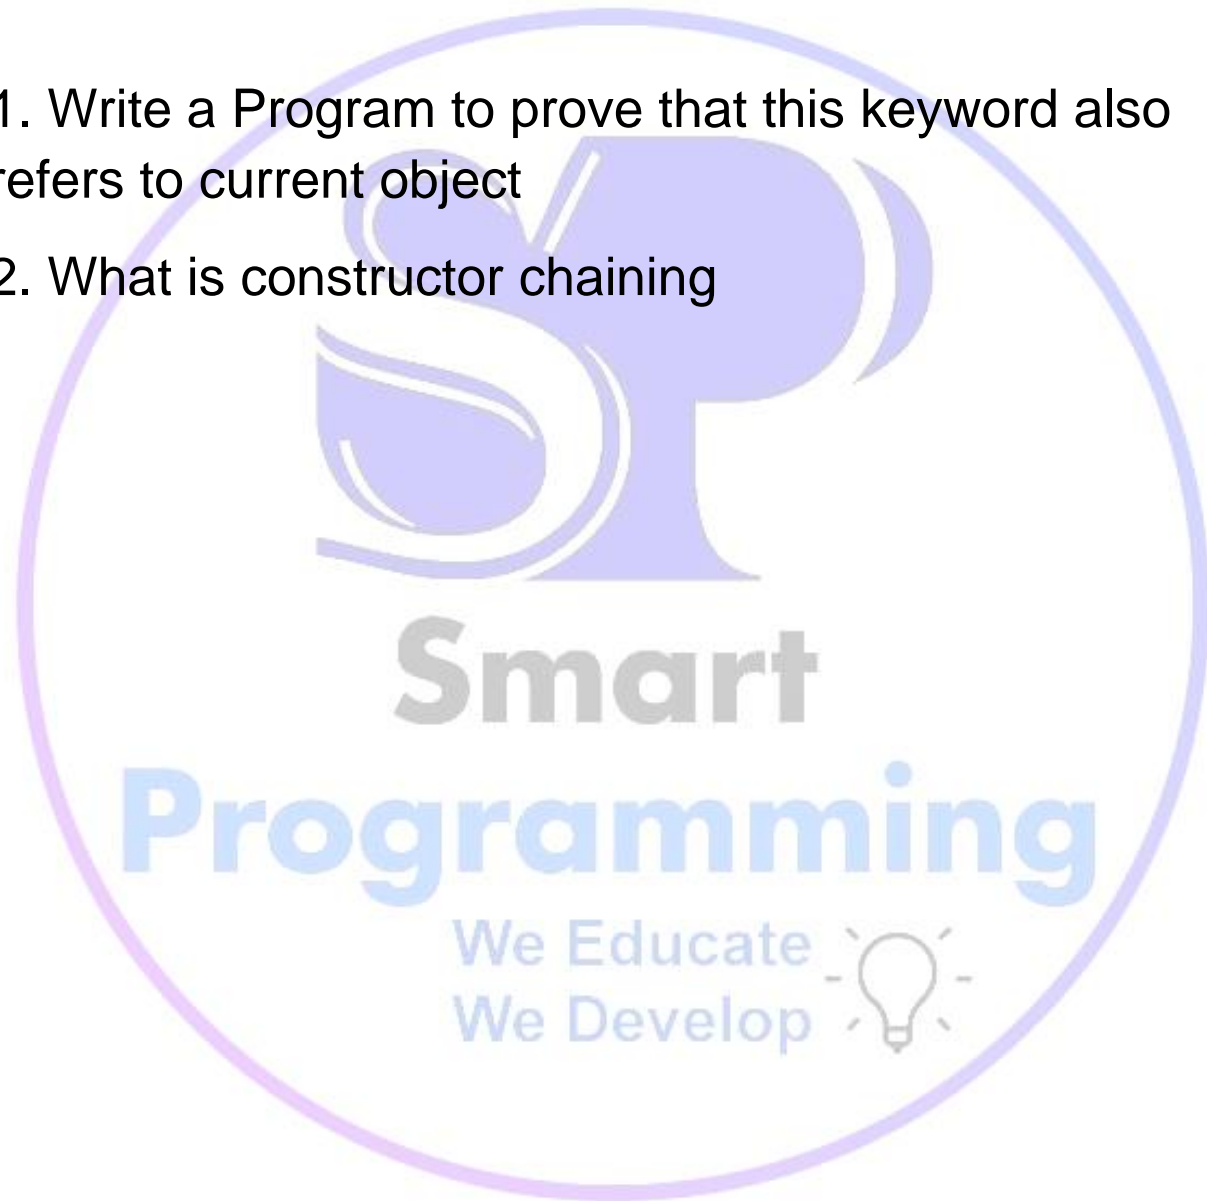 1. Write a Program to prove that this keyword also
refers to current object
2. What is constructor chaining
SP
Smart
Programming
We Educate
We Develop